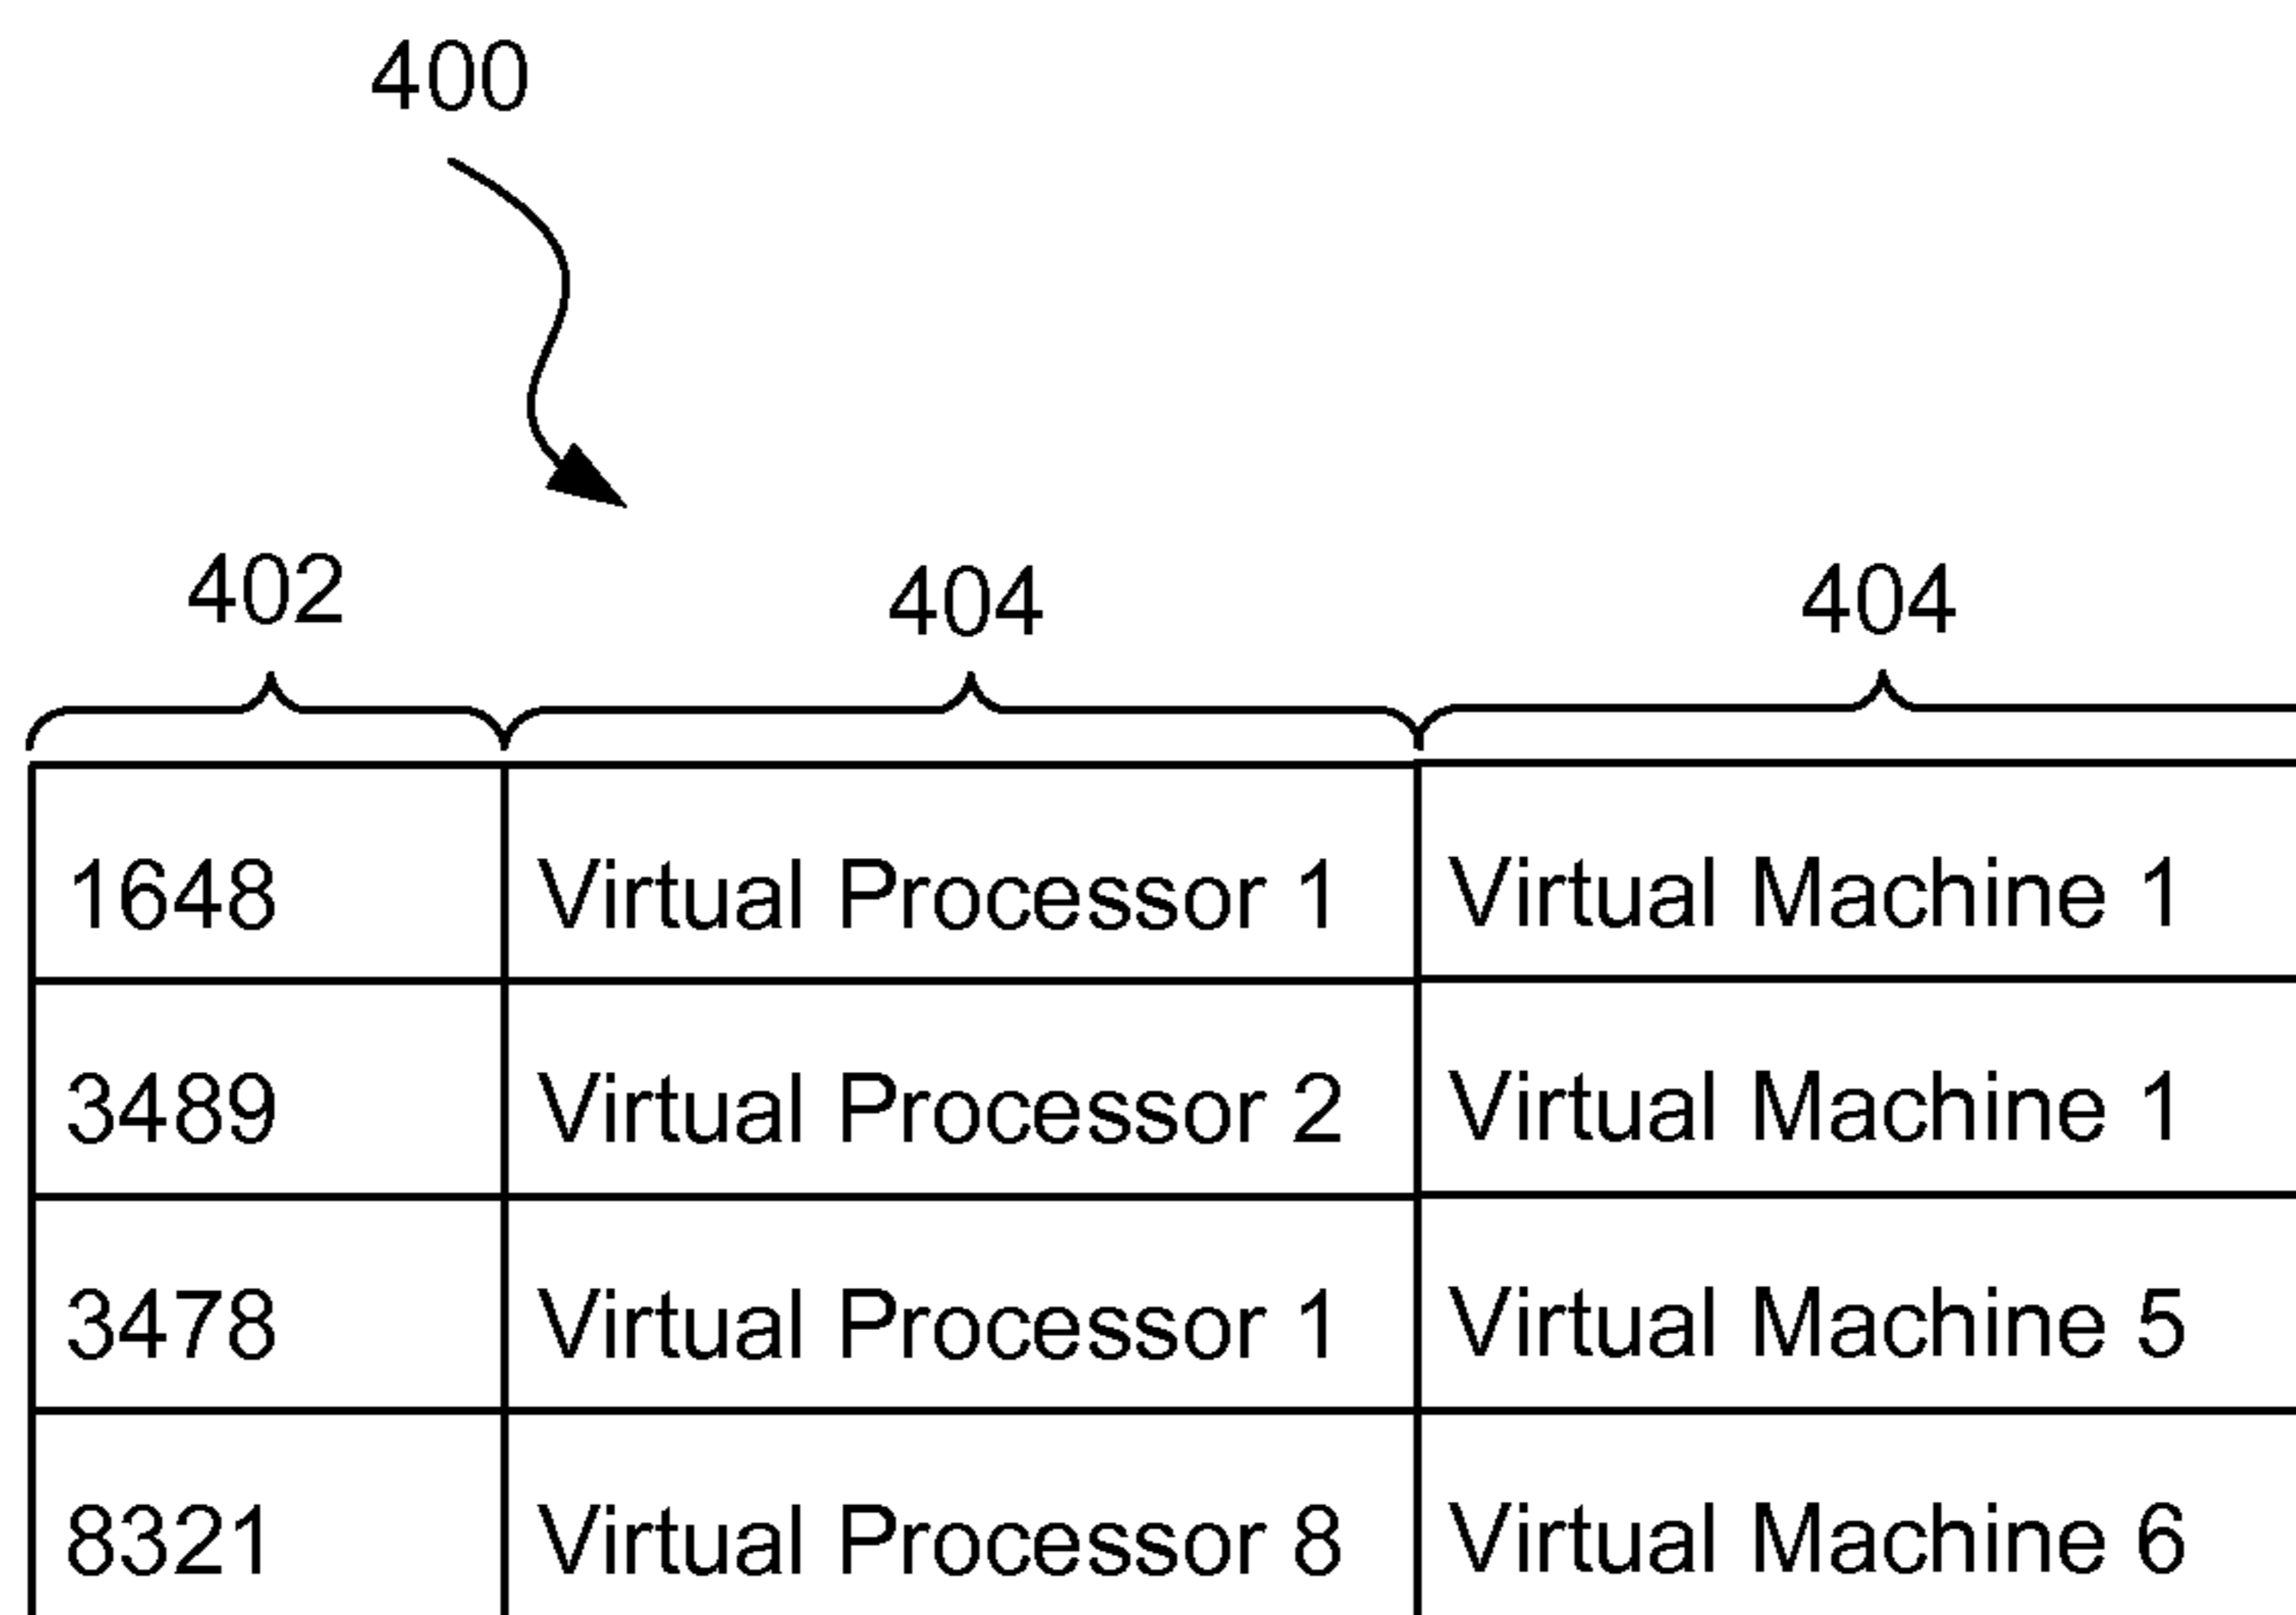 400
402 404 404
1648 Virtual Processor 1 Virtual Machine 1
3489 Virtual Processor 2 Virtual Machine 1
3478 Virtual Processor 1 Virtual Machine 5
8321 Virtual Processor 8 Virtual Machine 6